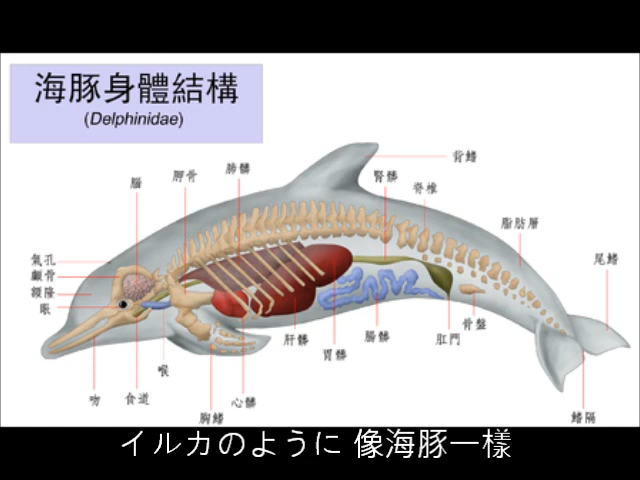 海豚身體結構
(Delphinidae)
背鰭
肺臟
胛骨
腦
腎臟
脊椎
脂肪層
尾鰭
氣孔
顱骨
額隆
眼
肝臟
胃臟
腸臟
肛門
骨盤
喉
吻
食道
胸鰭
心臟
鰭隔
イルカのように 像海豚一樣